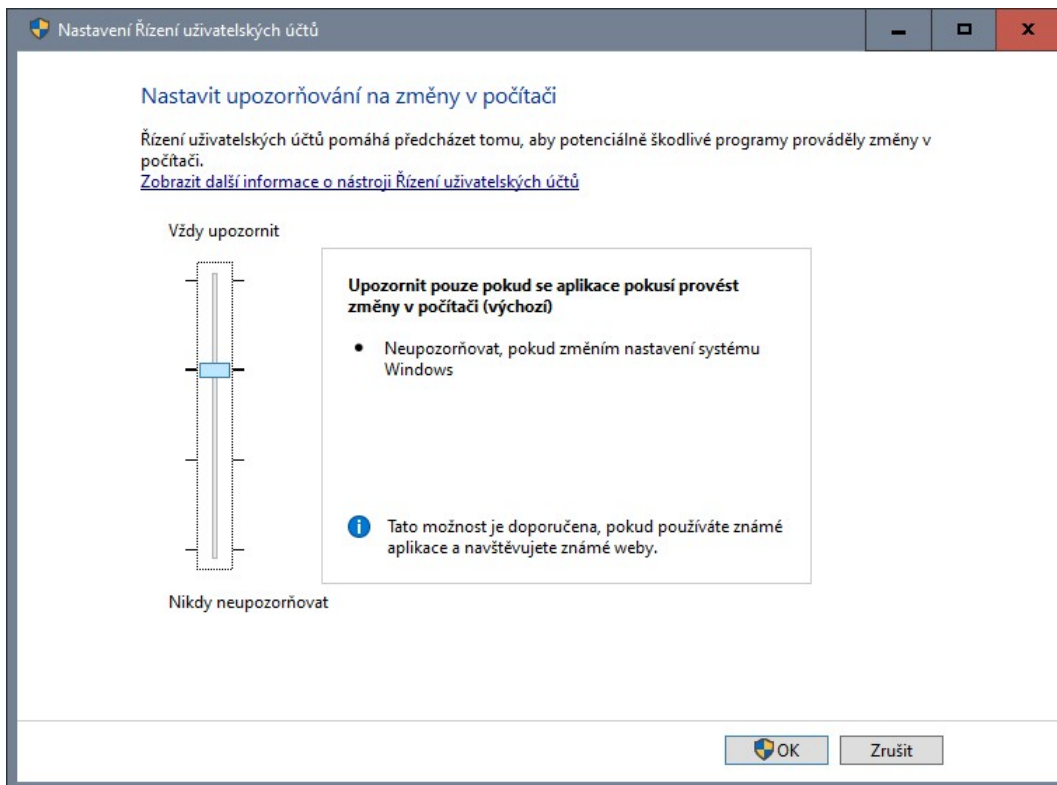 Nastavení Řízení uživatelských účtů
Nastavit upozorňování na změny v počítači
Řízení uživatelských účtů pomáhá předcházet tomu, aby potenciálně škodlivé programy prováděly změny v
počítači.
Zobrazit další informace o nástroji Řízení uživatelských účtů
Vždy upozornit
Upozornit pouze pokud se aplikace pokusí provést
změny v počítači (výchozí)
Neupozorňovat, pokud změním nastavení systému
Windows
Tato možnost je doporučena, pokud používáte známé
aplikace a navštěvujete známé weby.
Nikdy neupozorňovat
OK
Zrušit